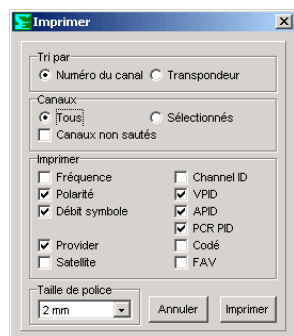 Imprimer
Tri par
Numéro du canal Transpondeur
Canaux
Tous Sélectionnés
Canaux non sautés
Imprimer
Fréquence Channel ID
Polarité VPID
Débit symbole APID
PCR PID
Provider Codé
Satellite FAV
Taille de police
2 mm Annuler Imprimer